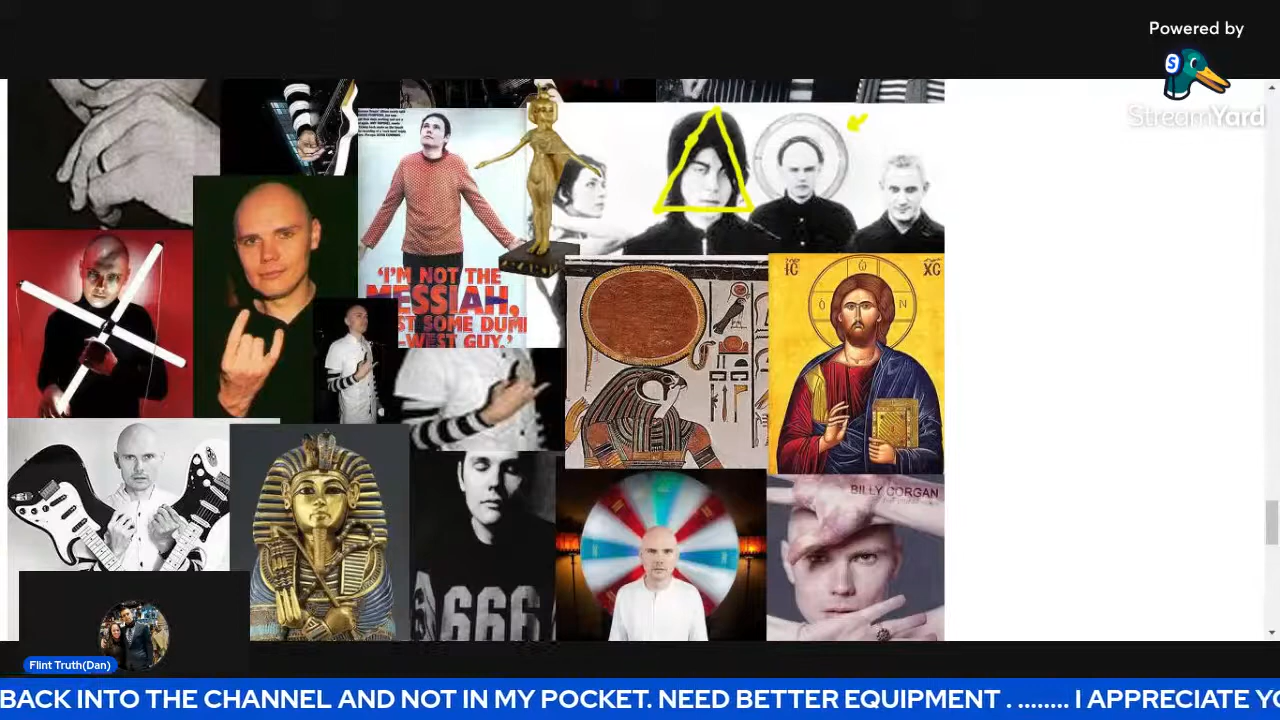 Powered by
S
StreamYard
'I'M NOT THE
MESSIAH,
ST SOME DUM
-WEST GUY.'
IC XC
Ο Ω Ν
BILLY CORGAN
666
Flint Truth(Dan)
BACK INTO THE CHANNEL AND NOT IN MY POCKET. NEED BETTER EQUIPMENT . ........ I APPRECIATE YO